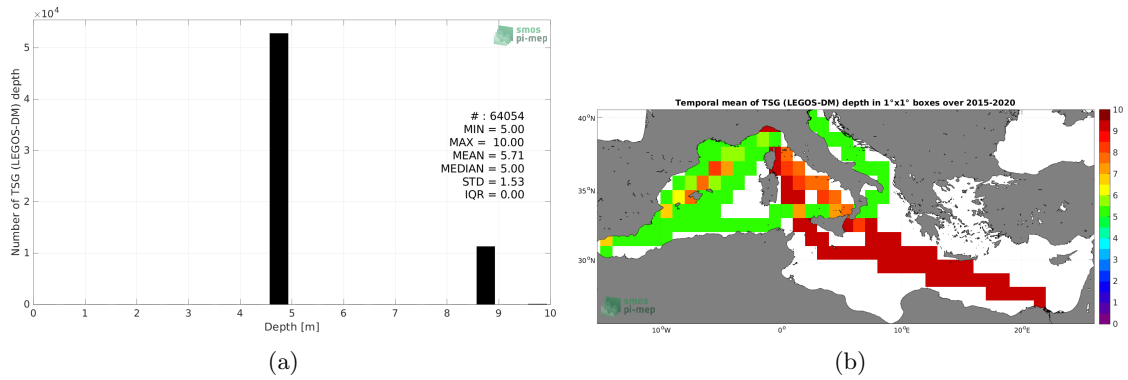 ×10⁴
5
4
3
2
1
0
Number of TSG (LEGOS-DM) depth
smos
pi-mep
# : 64054
MIN = 5.00
MAX = 10.00
MEAN = 5.71
MEDIAN = 5.00
STD = 1.53
IQR = 0.00
0 1 2 3 4 5 6 7 8 9 10
Depth [m]
(a)
Temporal mean of TSG (LEGOS-DM) depth in 1°x1° boxes over 2015-2020
40°N
35°N
30°N
10°W 0° 10°E 20°E
smos
pi-mep
10
9
8
7
6
5
4
3
2
1
0
(b)